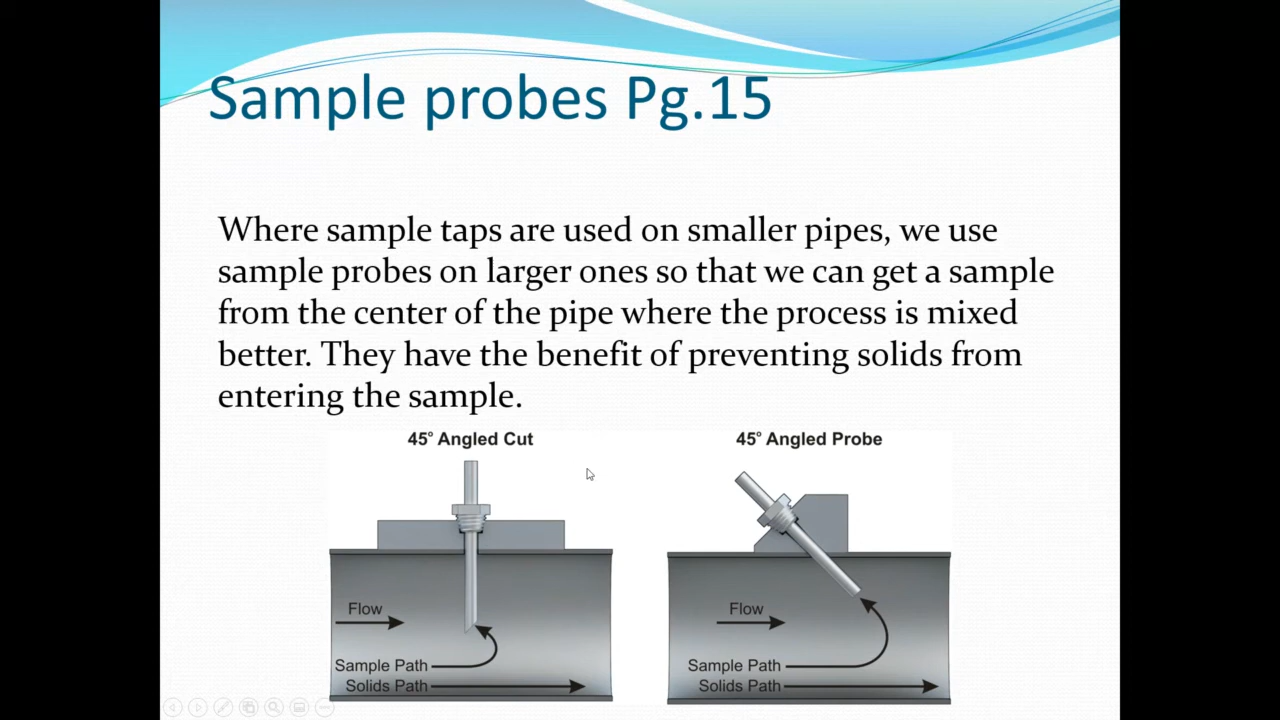 Sample probes Pg.15
Where sample taps are used on smaller pipes, we use
sample probes on larger ones so that we can get a sample
from the center of the pipe where the process is mixed
better. They have the benefit of preventing solids from
entering the sample.
45° Angled Cut
Flow
Sample Path
Solids Path
45° Angled Probe
Flow
Sample Path
Solids Path